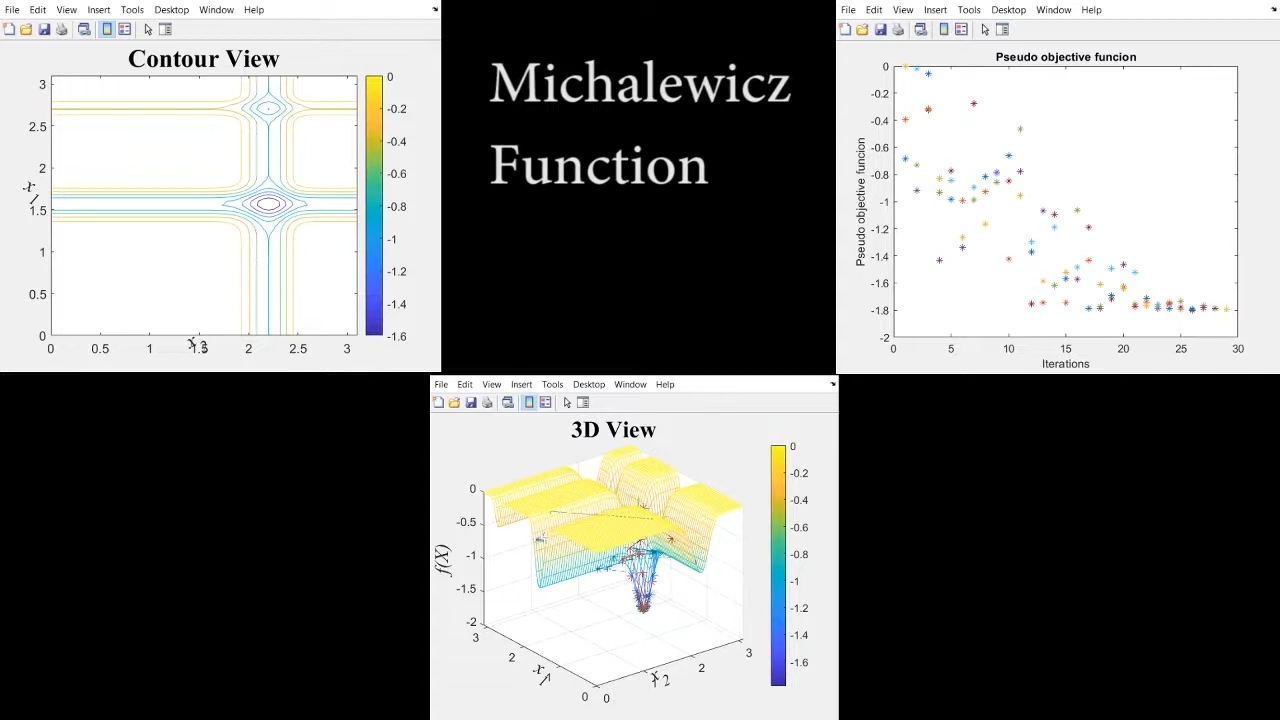 File Edit View Insert Tools Desktop Window Help
Contour View
3
2.5
2
1.5
1
0.5
0
x1
0 0.5 1 1.5 2 2.5 3
x2
0
-0.2
-0.4
-0.6
-0.8
-1
-1.2
-1.4
-1.6
Michalewicz
Function
File Edit View Insert Tools Desktop Window Help
Pseudo objective funcion
Pseudo objective funcion
0
-0.2
-0.4
-0.6
-0.8
-1
-1.2
-1.4
-1.6
-1.8
-2
0 5 10 15 20 25 30
Iterations
File Edit View Insert Tools Desktop Window Help
3D View
f(X)
0
-0.5
-1
-1.5
-2
3
2
0
x1
0
2
3
x2
0
-0.2
-0.4
-0.6
-0.8
-1
-1.2
-1.4
-1.6